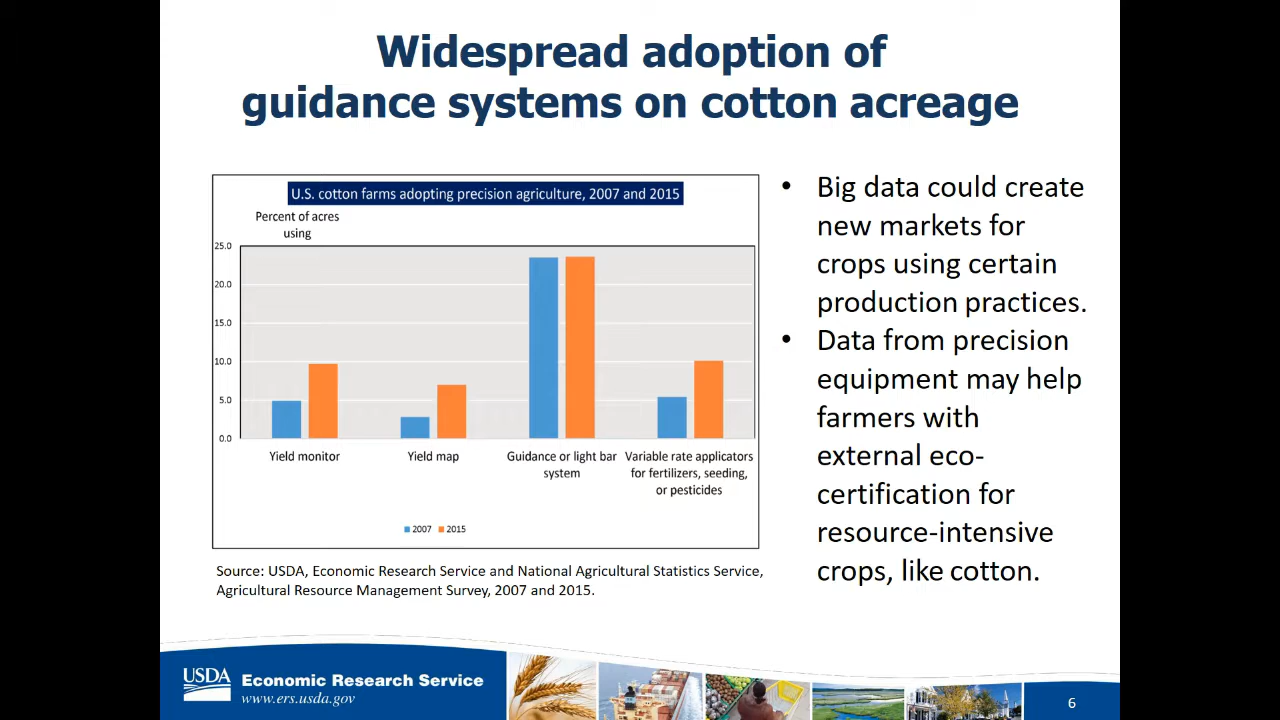 Widespread adoption of
guidance systems on cotton acreage
U.S. cotton farms adopting precision agriculture, 2007 and 2015
Percent of acres
using
25.0
20.0
15.0
10.0
5.0
0.0
Yield monitor
Yield map
Guidance or light bar
system
Variable rate applicators
for fertilizers, seeding,
or pesticides
2007 2015
Source: USDA, Economic Research Service and National Agricultural Statistics Service,
Agricultural Resource Management Survey, 2007 and 2015.
• Big data could create
new markets for
crops using certain
production practices.
• Data from precision
equipment may help
farmers with
external eco-
certification for
resource-intensive
crops, like cotton.
USDA
Economic Research Service
www.ers.usda.gov
6